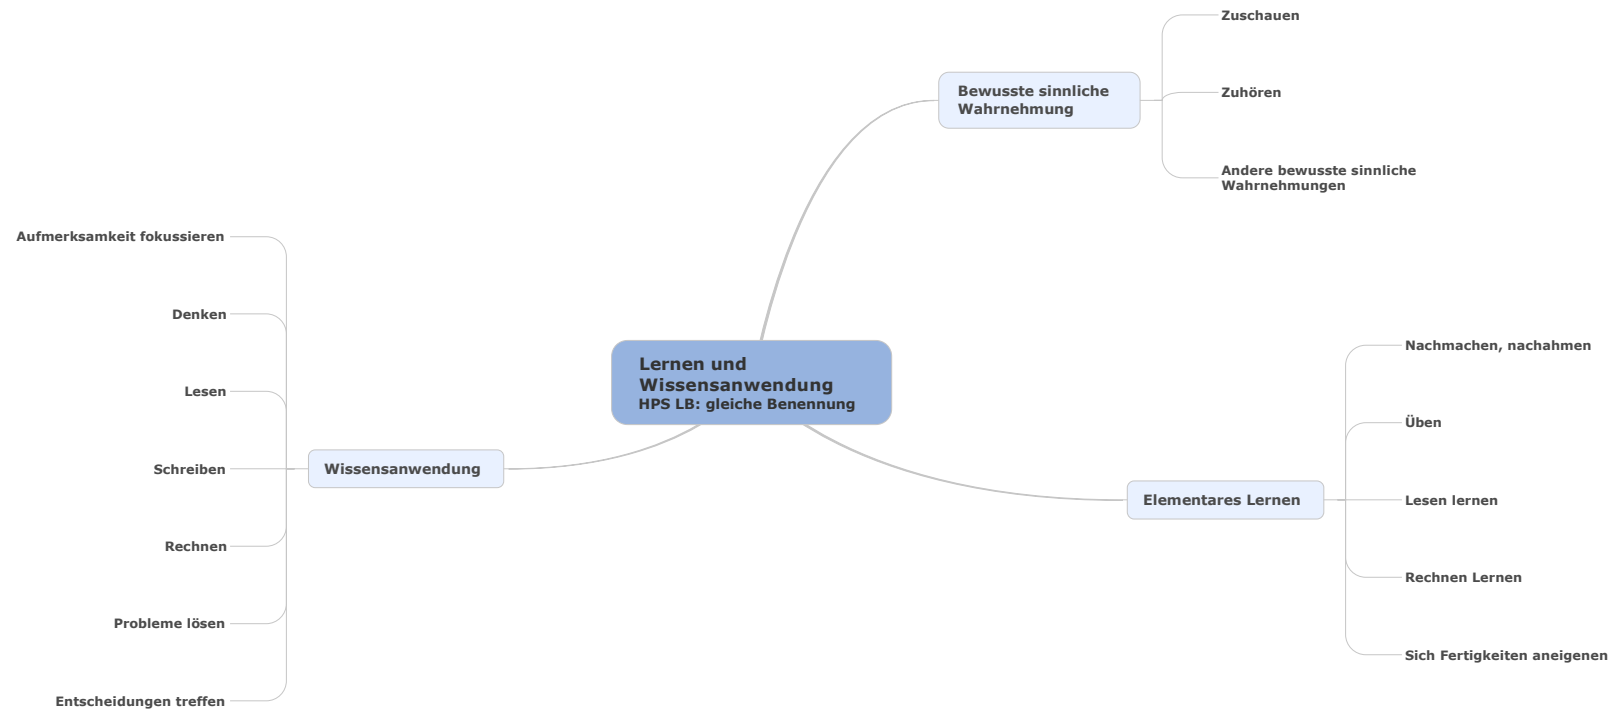 Lernen und
Wissensanwendung
HPS LB: gleiche Benennung
Bewusste sinnliche
Wahrnehmung
Zuschauen
Zuhören
Andere bewusste sinnliche
Wahrnehmungen
Elementares Lernen
Nachmachen, nachahmen
Üben
Lesen lernen
Rechnen Lernen
Sich Fertigkeiten aneigenen
Wissensanwendung
Aufmerksamkeit fokussieren
Denken
Lesen
Schreiben
Rechnen
Probleme lösen
Entscheidungen treffen